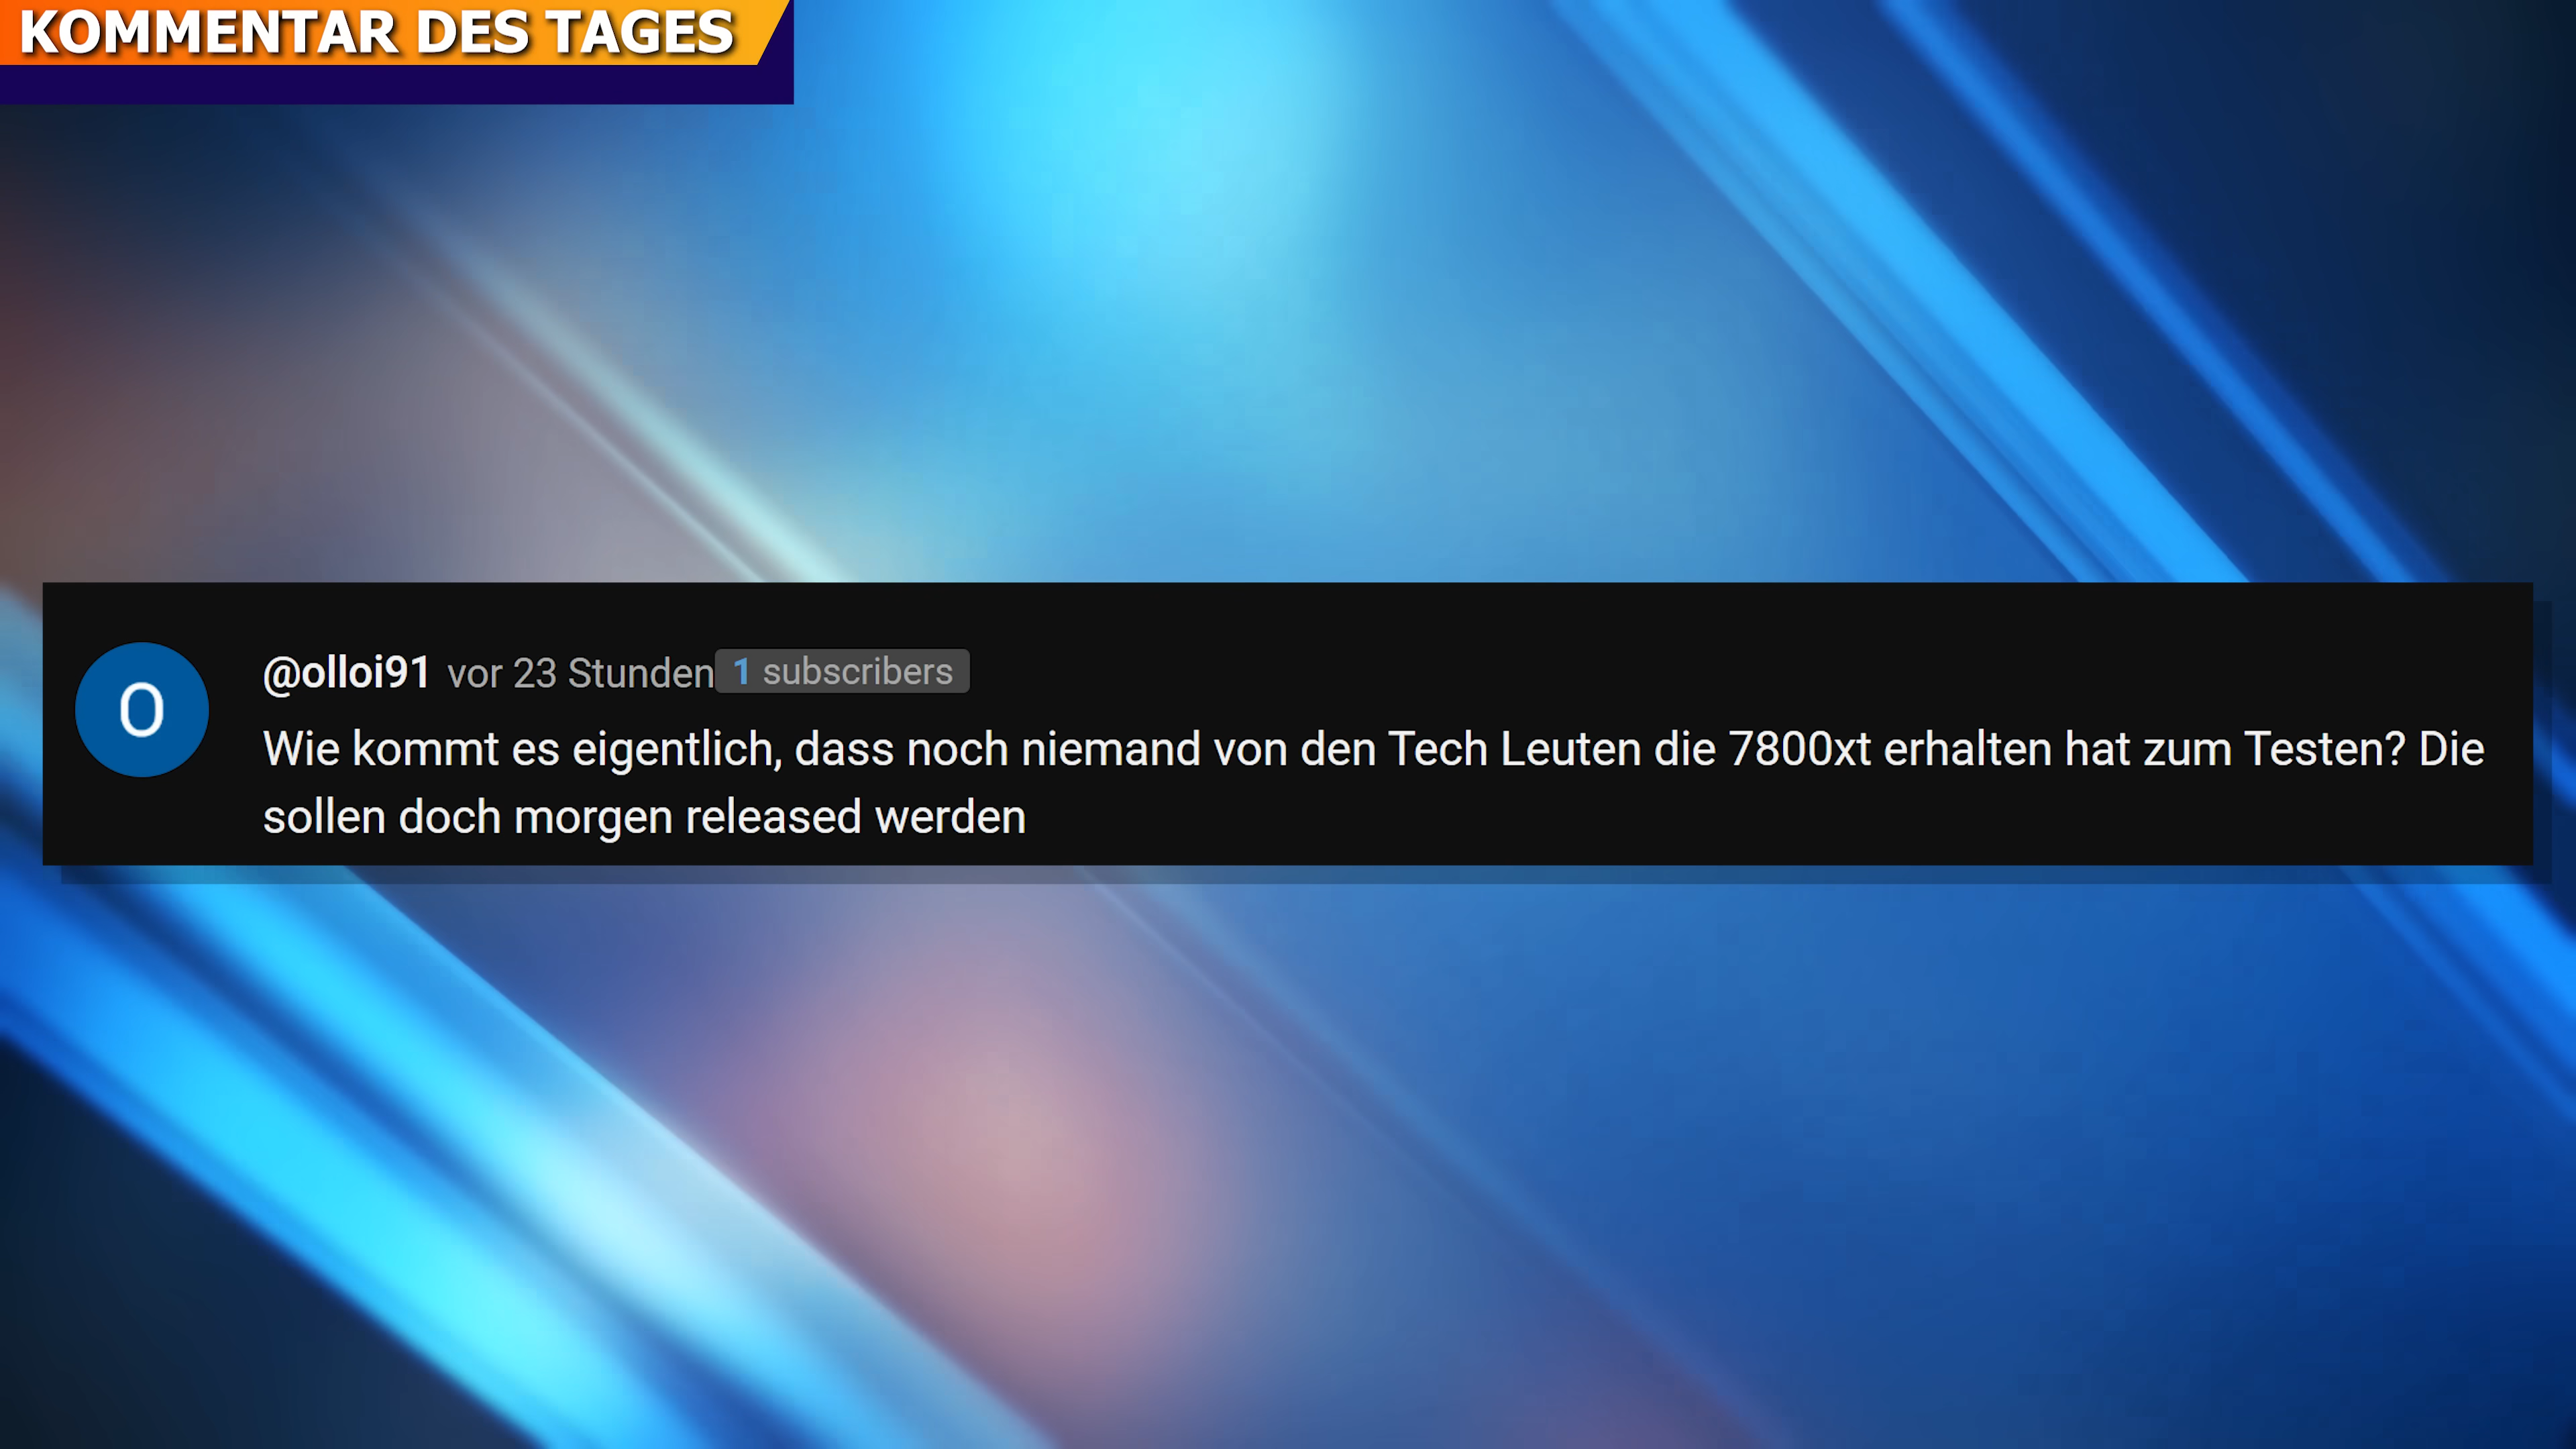 KOMMENTAR DES TAGES
O
@olloi91 vor 23 Stunden 1 subscribers
Wie kommt es eigentlich, dass noch niemand von den Tech Leuten die 7800xt erhalten hat zum Testen? Die
sollen doch morgen released werden